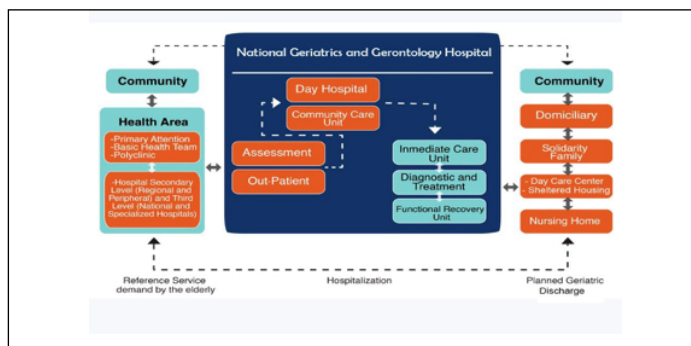 National Geriatrics and Gerontology Hospital
Community
Health Area
-Primary Attention
-Basic Health Team
-Polyclinic
-Hospital Secondary
Level (Regional and
Peripheral) and Third
Level (National and
Specialized Hospitals)
Day Hospital
Community Care
Unit
Assessment
Out-Patient
Inmediate Care
Unit
Diagnostic and
Treatment
Functional Recovery
Unit
Community
Domiciliary
Solidarity
Family
- Day Care Center
- Sheltered Housing
Nursing Home
Reference Service
demand by the elderly
Hospitalization
Planned Geriatric
Discharge